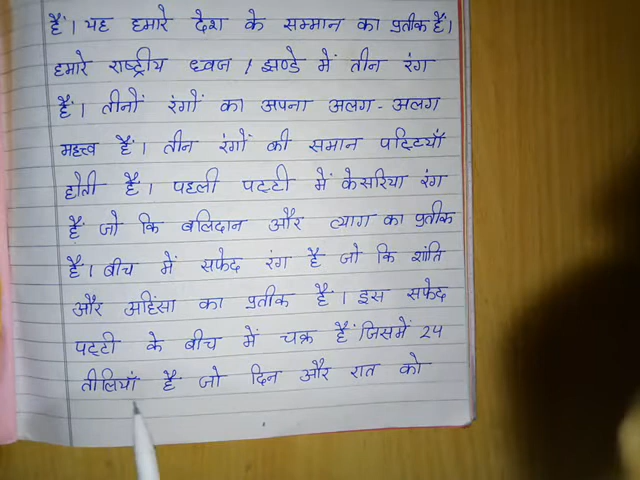 हैं। यह हमारे देश के सम्मान का प्रतीक हैं।
हमारे राष्ट्रीय ध्वज / झण्डे में तीन रंग
हैं। तीनों रंगों का अपना अलग - अलग
महत्त्व हैं। तीन रंगों की समान पट्टियाँ
होती हैं। पहली पट्टी में केसरिया रंग
हैं जो कि बलिदान और त्याग का प्रतीक
हैं। बीच में सफेद रंग हैं जो कि शांति
और अहिंसा का प्रतीक हैं। इस सफेद
पट्टी के बीच में चक्र हैं जिसमें 24
तीलियाँ हैं जो दिन और रात को